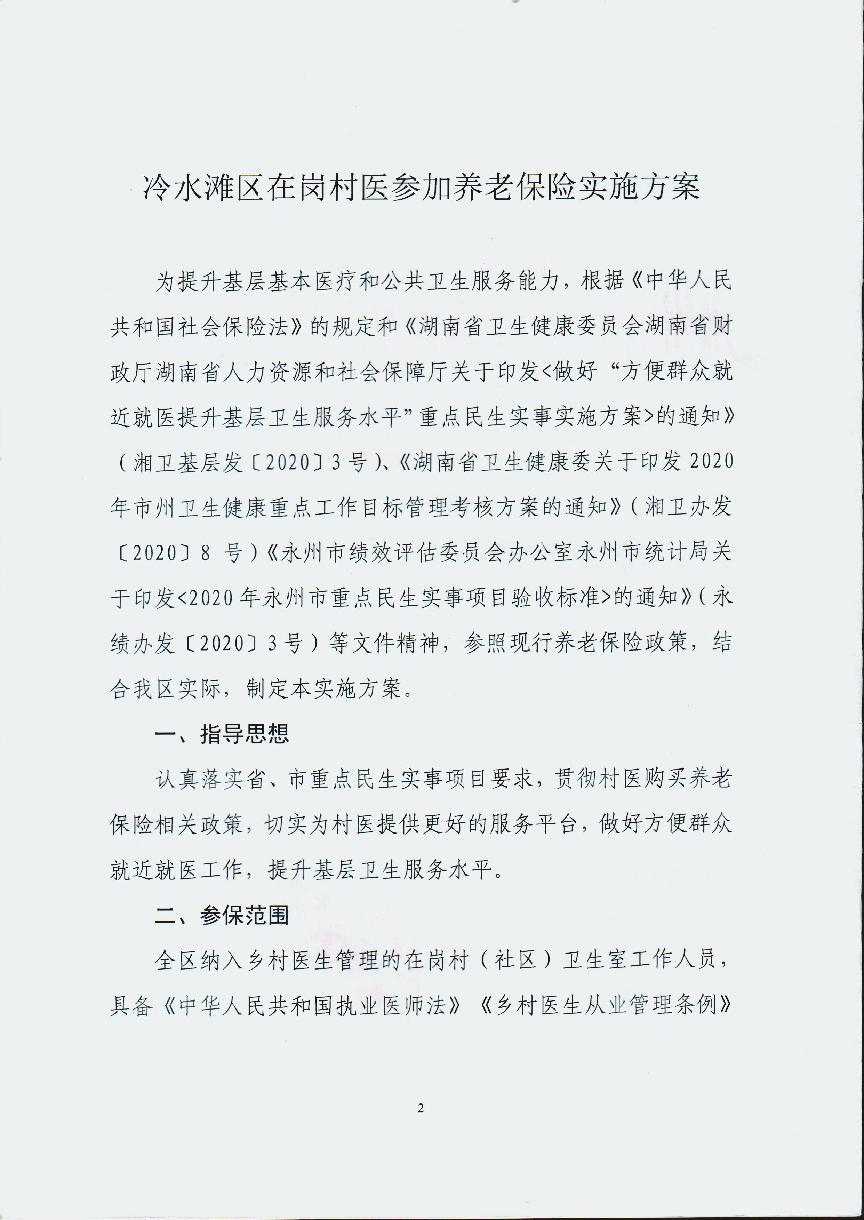 冷水滩区在岗村医参加养老保险实施方案
为提升基层基本医疗和公共卫生服务能力，根据《中华人民
共和国社会保险法》的规定和《湖南省卫生健康委员会湖南省财
政厅湖南省人力资源和社会保障厅关于印发<做好“方便群众就
近就医提升基层卫生服务水平”重点民生实事实施方案>的通知》
（湘卫基层发〔2020〕3号）、《湖南省卫生健康委关于印发2020
年市州卫生健康重点工作目标管理考核方案的通知》（湘卫办发
〔2020〕8 号）《永州市绩效评估委员会办公室永州市统计局关
于印发<2020年永州市重点民生实事项目验收标准>的通知》（永
绩办发〔2020〕3号）等文件精神，参照现行养老保险政策，结
合我区实际，制定本实施方案。
一、指导思想
认真落实省、市重点民生实事项目要求，贯彻村医购买养老
保险相关政策，切实为村医提供更好的服务平台，做好方便群众
就近就医工作，提升基层卫生服务水平。
二、参保范围
全区纳入乡村医生管理的在岗村（社区）卫生室工作人员，
具备《中华人民共和国执业医师法》《乡村医生从业管理条例》
2